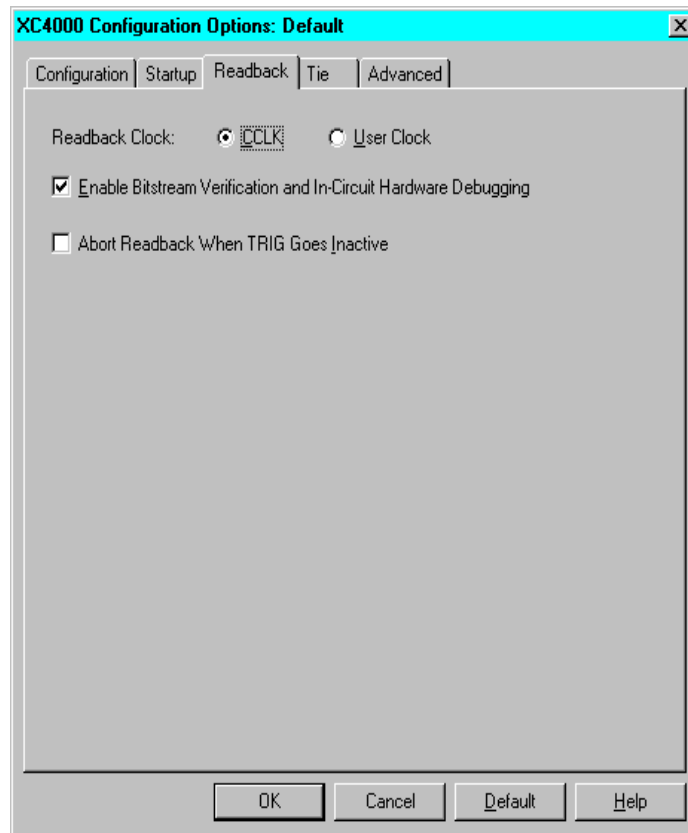 XC4000 Configuration Options: Default
Configuration Startup Readback Tie Advanced
Readback Clock: CCLK User Clock
Enable Bitstream Verification and In-Circuit Hardware Debugging
Abort Readback When TRIG Goes Inactive
OK Cancel Default Help